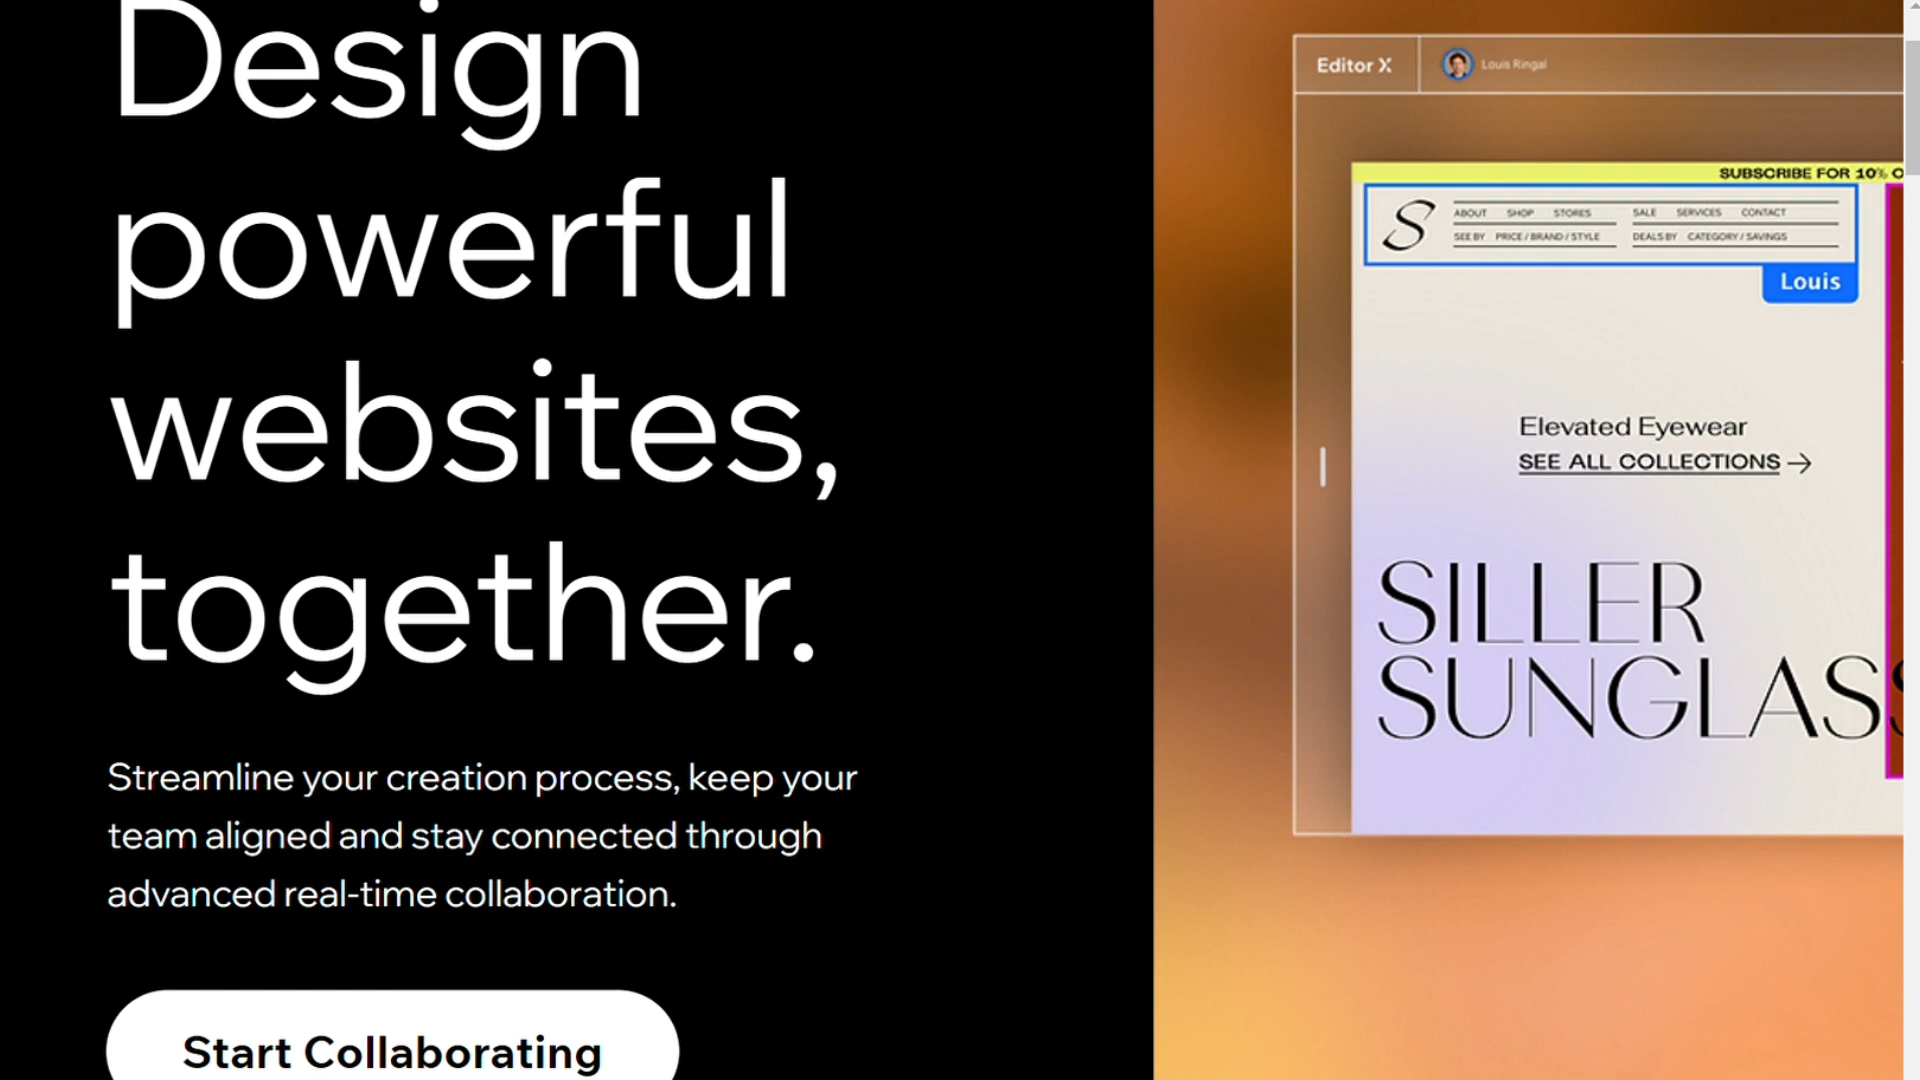 Design
powerful
websites,
together.
Streamline your creation process, keep your
team aligned and stay connected through
advanced real-time collaboration.
Start Collaborating
Editor X
Louis Ringal
SUBSCRIBE FOR 10%
S
ABOUT SHOP STORES
SEE BY PRICE / BRAND / STYLE
SALE SERVICES CONTACT
DEALS BY CATEGORY / SAVINGS
Louis
Elevated Eyewear
SEE ALL COLLECTIONS →
SILLER
SUNGLASS